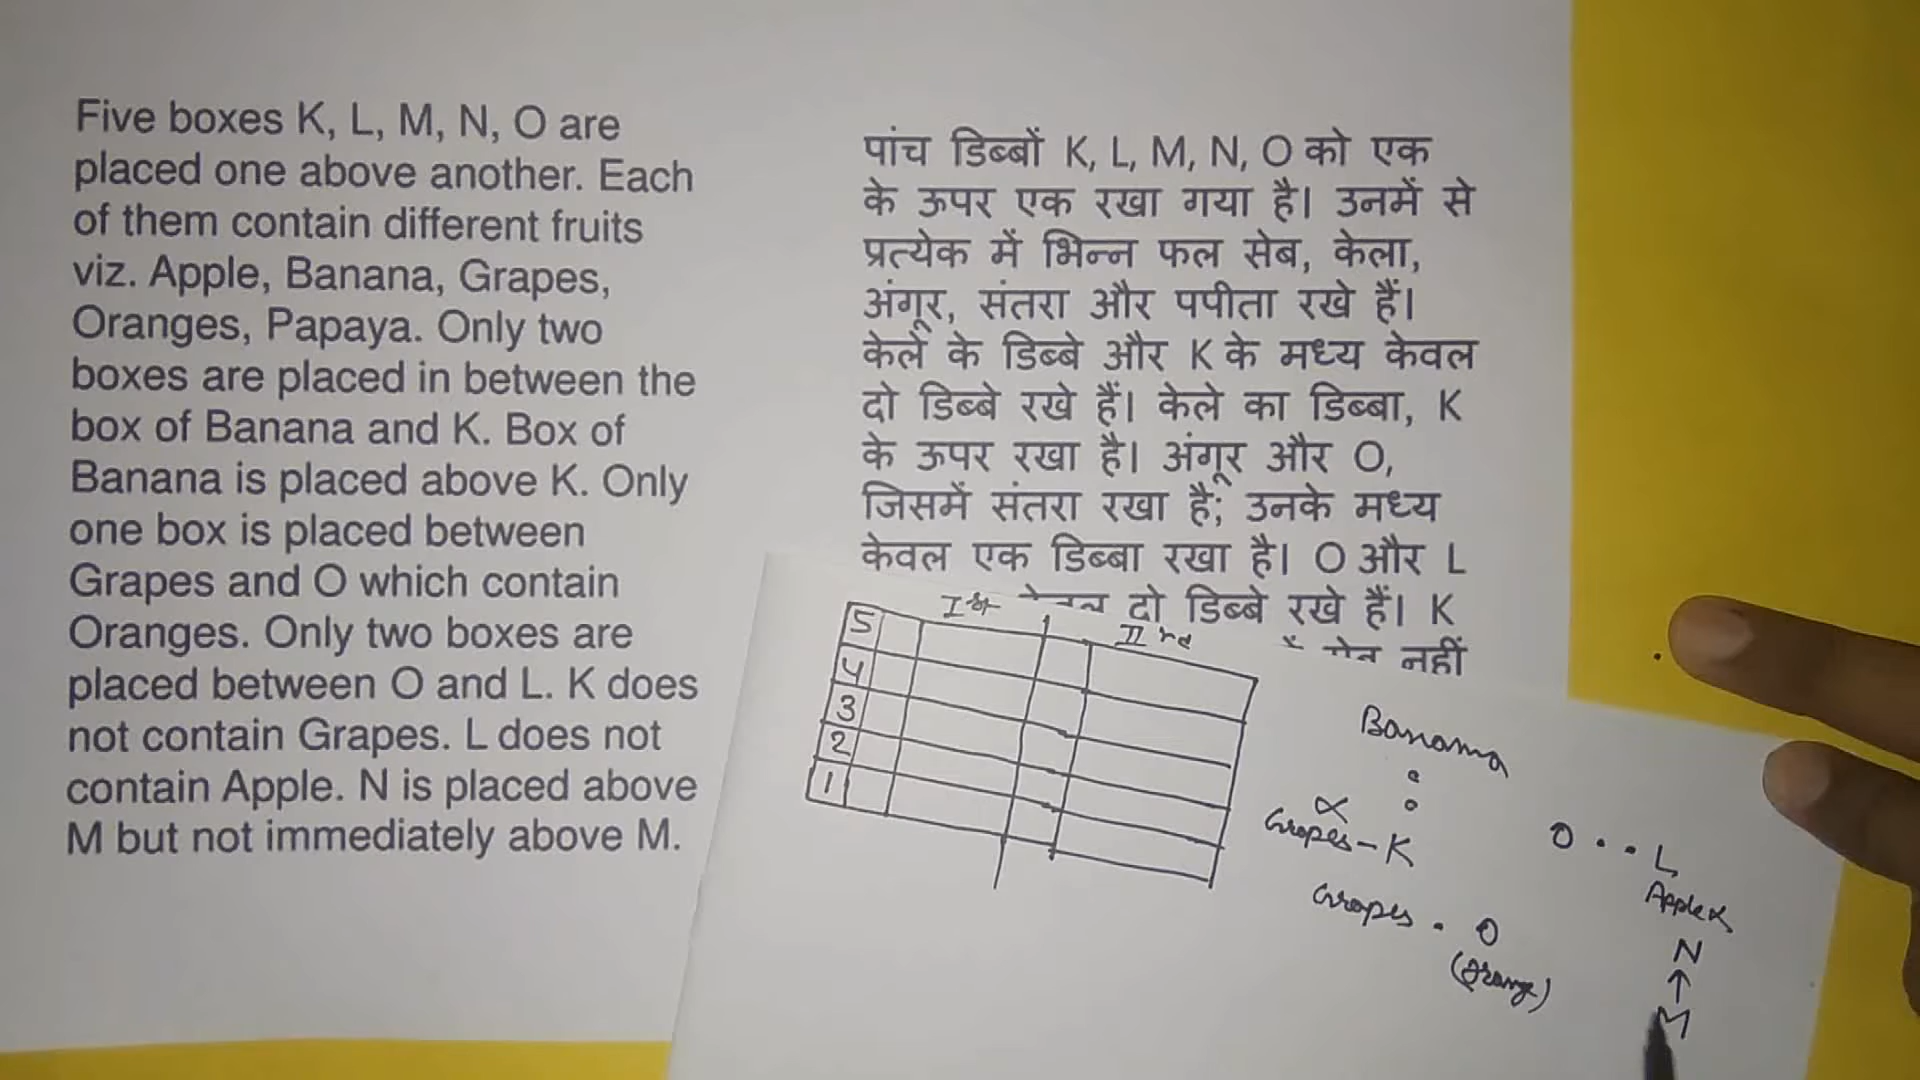 Five boxes K, L, M, N, O are
placed one above another. Each
of them contain different fruits
viz. Apple, Banana, Grapes,
Oranges, Papaya. Only two
boxes are placed in between the
box of Banana and K. Box of
Banana is placed above K. Only
one box is placed between
Grapes and O which contain
Oranges. Only two boxes are
placed between O and L. K does
not contain Grapes. L does not
contain Apple. N is placed above
M but not immediately above M.
पांच डिब्बों K, L, M, N, O को एक
के ऊपर एक रखा गया है। उनमें से
प्रत्येक में भिन्न फल सेब, केला,
अंगूर, संतरा और पपीता रखे हैं।
केले के डिब्बे और K के मध्य केवल
दो डिब्बे रखे हैं। केले का डिब्बा, K
के ऊपर रखा है। अंगूर और O,
जिसमें संतरा रखा है; उनके मध्य
केवल एक डिब्बा रखा है। O और L
दो डिब्बे रखे हैं। K
नहीं
Ist
IInd
5
4
3
2
1
Banana
Grapes - K
Grapes . O
(Orange)
O . . L
Apple x
N
↑
M